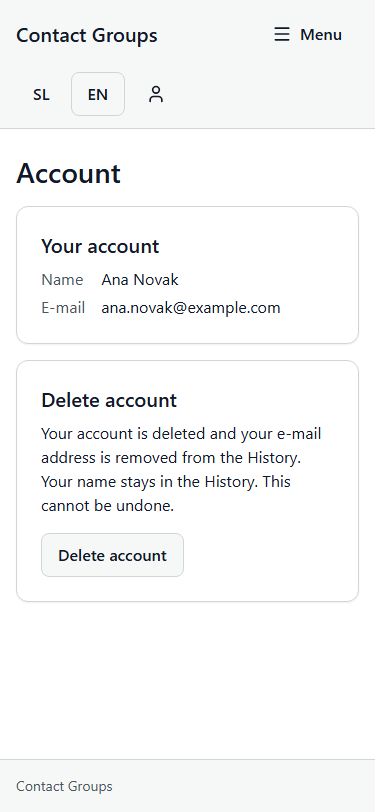 Contact Groups
Menu
SL
EN
Account
Your account
Name Ana Novak
E-mail ana.novak@example.com
Delete account
Your account is deleted and your e-mail
address is removed from the History.
Your name stays in the History. This
cannot be undone.
Delete account
Contact Groups